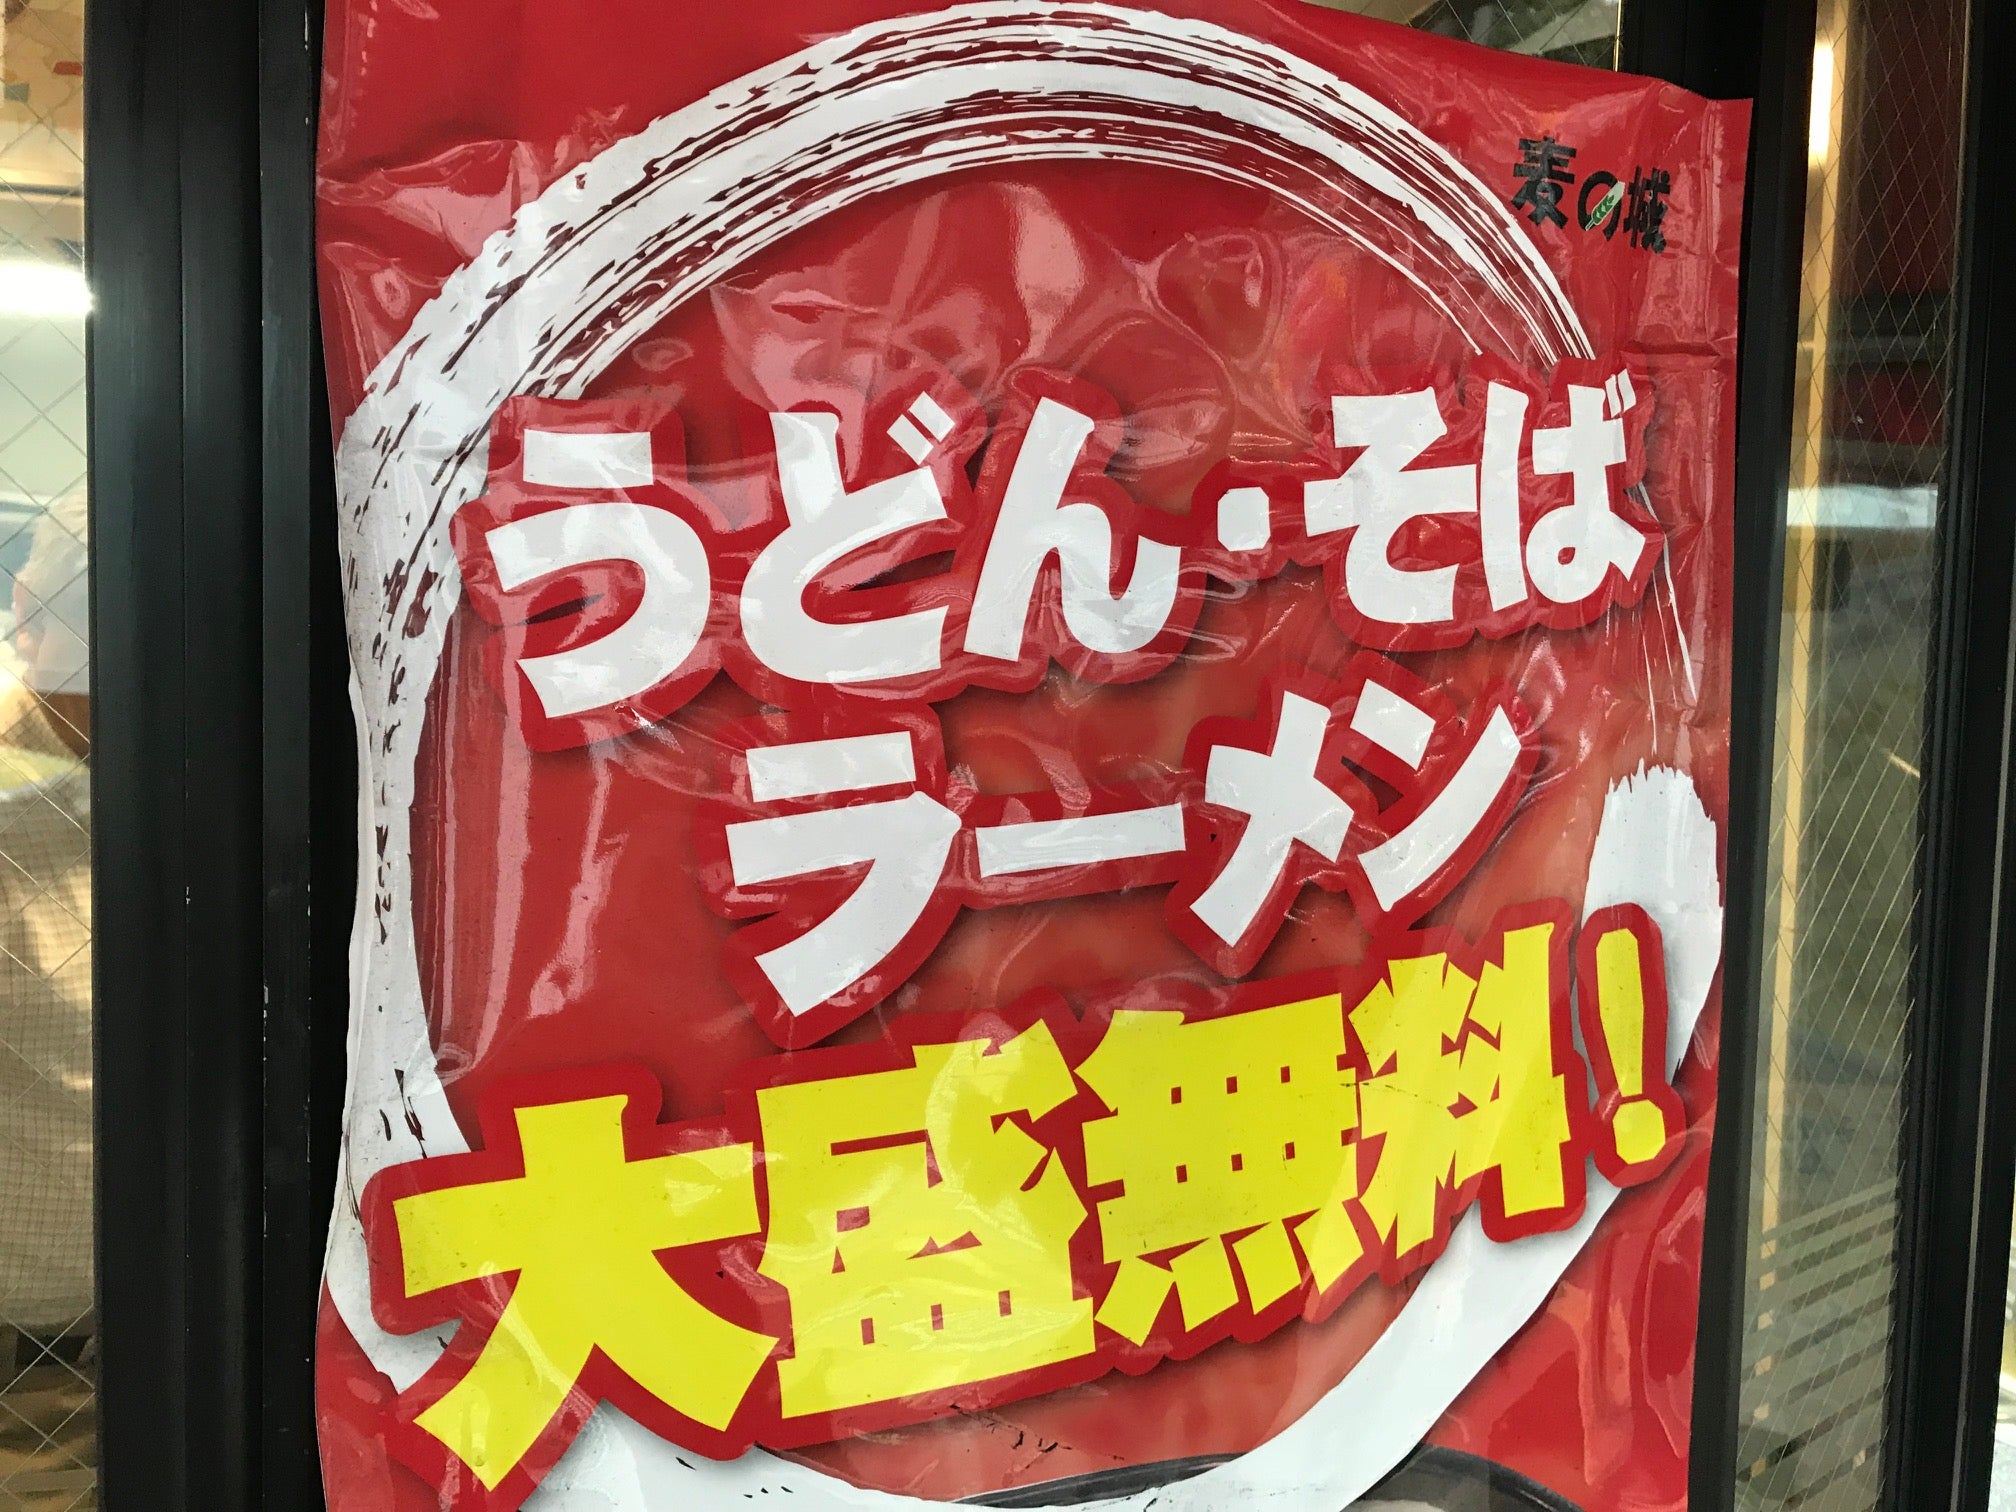 麦の城
うどん・そば
ラーメン
大盛無料!